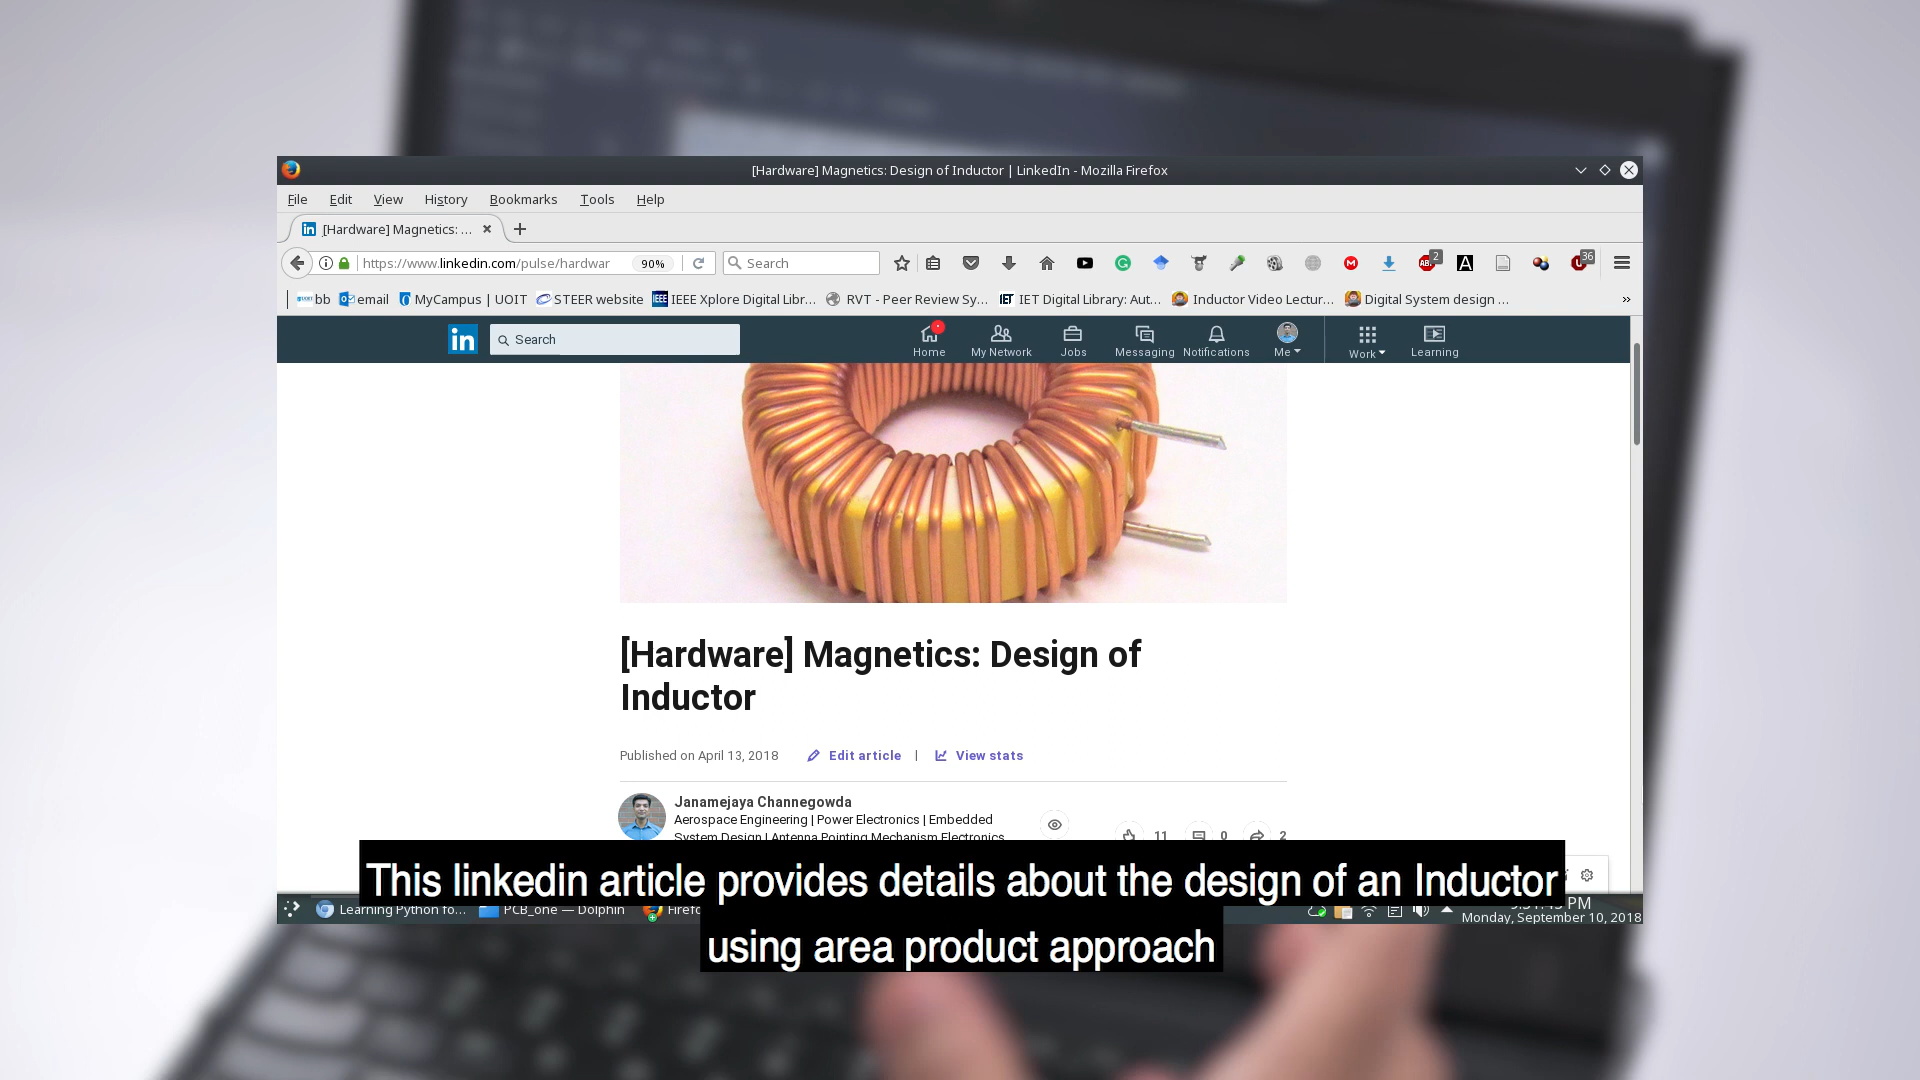 [Hardware] Magnetics: Design of Inductor | LinkedIn - Mozilla Firefox
File Edit View History Bookmarks Tools Help
[Hardware] Magnetics: ...
https://www.linkedin.com/pulse/hardwar 90% Search 2 36
bb email MyCampus | UOIT STEER website IEEE Xplore Digital Libr... RVT - Peer Review Sy... IET Digital Library: Aut... Inductor Video Lectur... Digital System design ... »
in Search Home My Network Jobs Messaging Notifications Me Work Learning
[Hardware] Magnetics: Design of
Inductor
Published on April 13, 2018 Edit article | View stats
Janamejaya Channegowda
Aerospace Engineering | Power Electronics | Embedded
System Design | Antenna Pointing Mechanism Electronics
11 0 2
This linkedin article provides details about the design of an Inductor
using area product approach
Learning Python fo... PCB_one — Dolphin PM
Monday, September 10, 2018